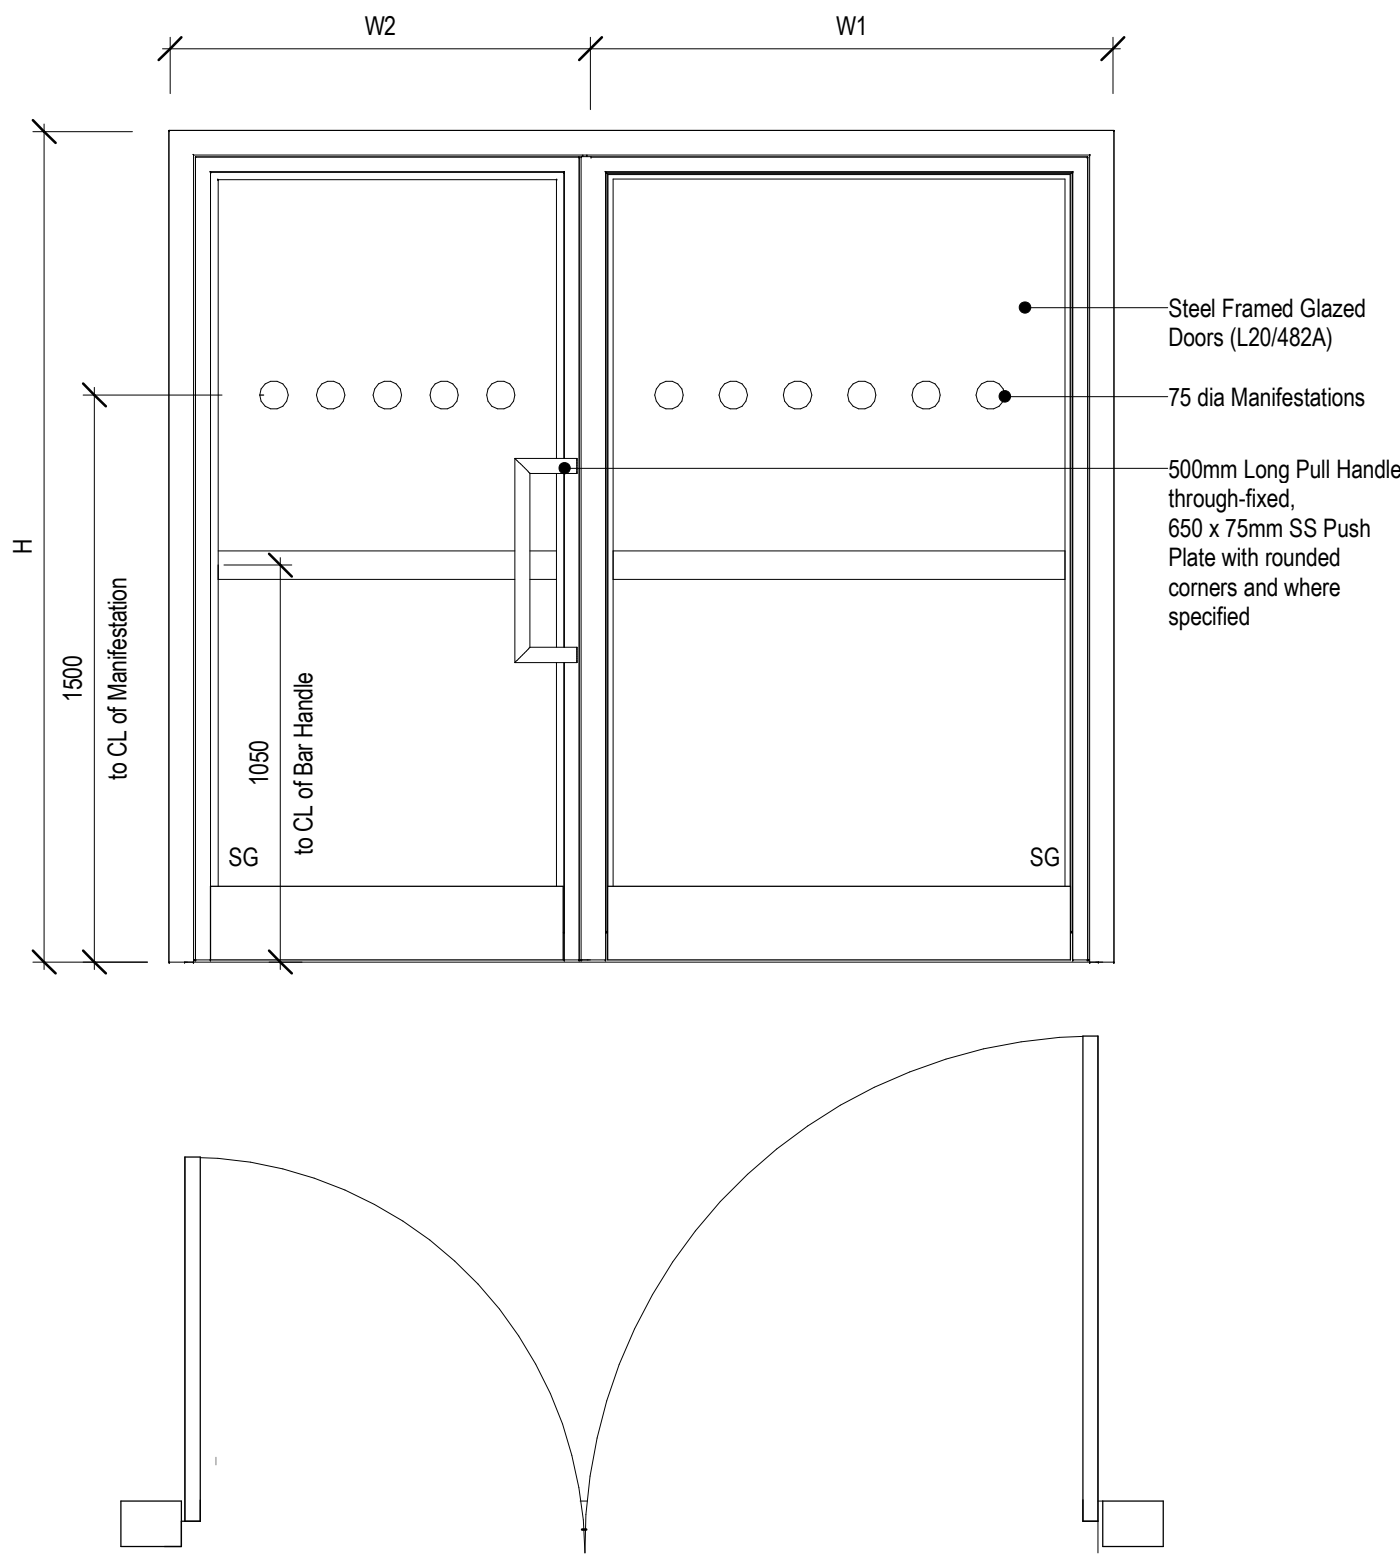 W2
W1
Steel Framed Glazed
Doors (L20/482A)
75 dia Manifestations
500mm Long Pull Handle
through-fixed,
650 x 75mm SS Push
Plate with rounded
corners and where
specified
H
1500
to CL of Manifestation
1050
to CL of Bar Handle
SG
SG